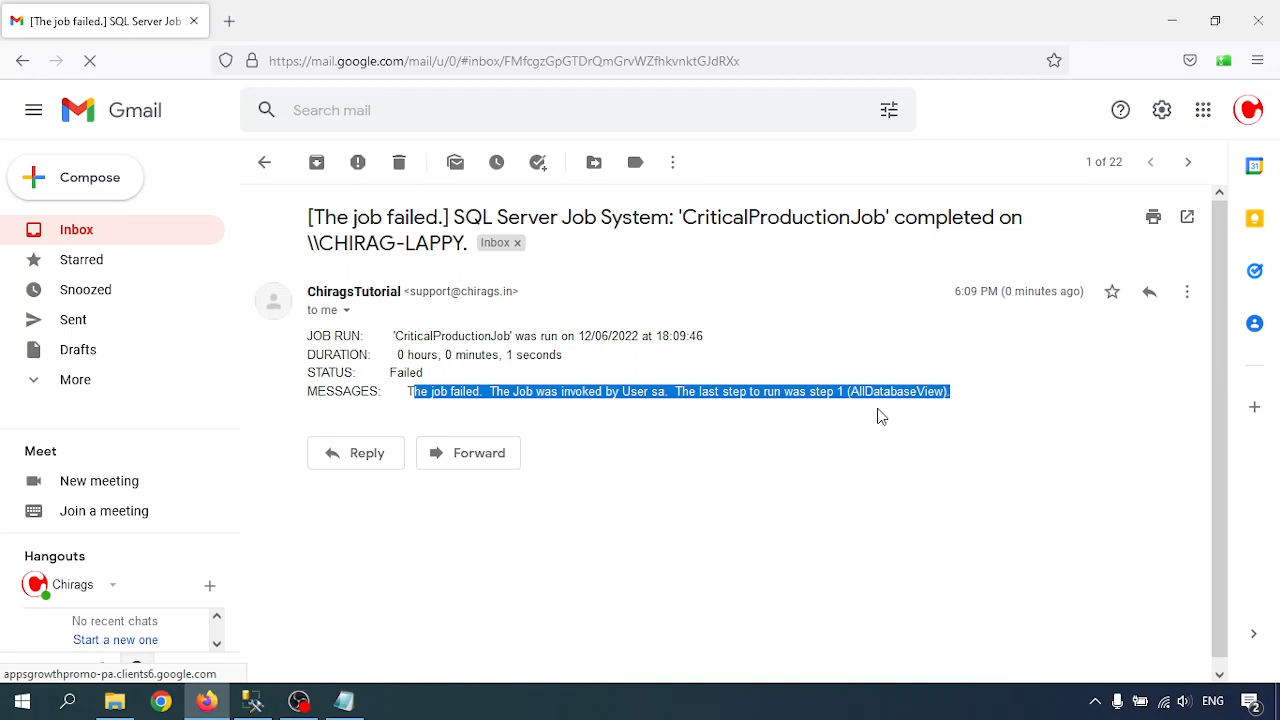 [The job failed.] SQL Server Job S
https://mail.google.com/mail/u/0/#inbox/FMfcgzGpGTDrQmGrvWZfhkvnktGJdRXx
Gmail
Search mail
Compose
1 of 22
Inbox
Starred
Snoozed
Sent
Drafts
More
[The job failed.] SQL Server Job System: 'CriticalProductionJob' completed on
\\CHIRAG-LAPPY. Inbox x
ChiragsTutorial <support@chirags.in>
6:09 PM (0 minutes ago)
to me
JOB RUN: 'CriticalProductionJob' was run on 12/06/2022 at 18:09:46
DURATION: 0 hours, 0 minutes, 1 seconds
STATUS: Failed
MESSAGES: The job failed. The Job was invoked by User sa. The last step to run was step 1 (AllDatabaseView).
Reply
Forward
Meet
New meeting
Join a meeting
Hangouts
Chirags
No recent chats
Start a new one
appsgrowthpromo-pa.clients6.google.com
31
ENG
2